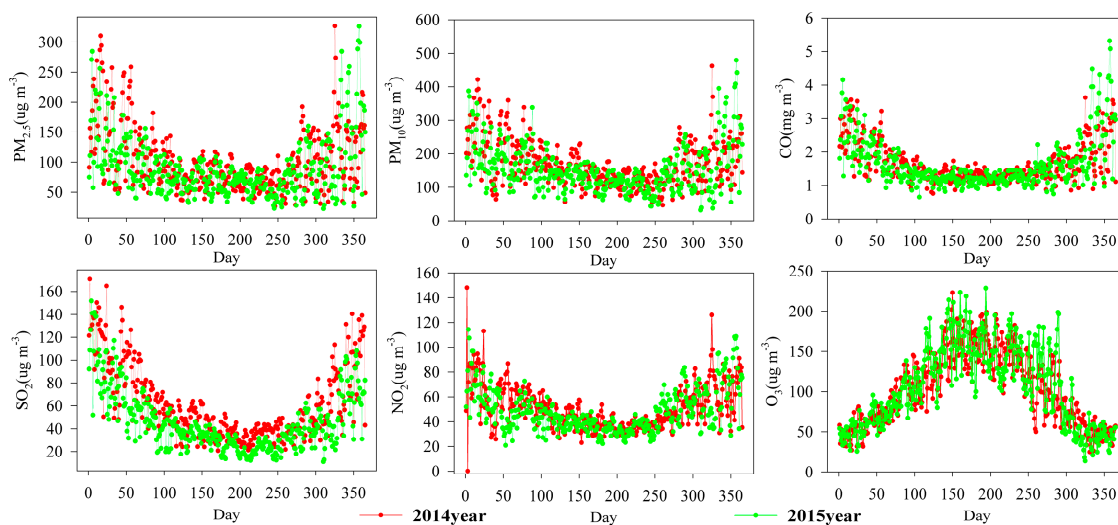 PM2.5(ug m-3)
300
250
200
150
100
50
0 50 100 150 200 250 300 350
Day
PM10(ug m-3)
600
500
400
300
200
100
0
0 50 100 150 200 250 300 350
Day
CO(mg m-3)
6
5
4
3
2
1
0
0 50 100 150 200 250 300 350
Day
SO2(ug m-3)
160
140
120
100
80
60
40
20
0 50 100 150 200 250 300 350
Day
NO2(ug m-3)
160
140
120
100
80
60
40
20
0
0 50 100 150 200 250 300 350
Day
O3(ug m-3)
250
200
150
100
50
0
0 50 100 150 200 250 300 350
Day
2014year
2015year